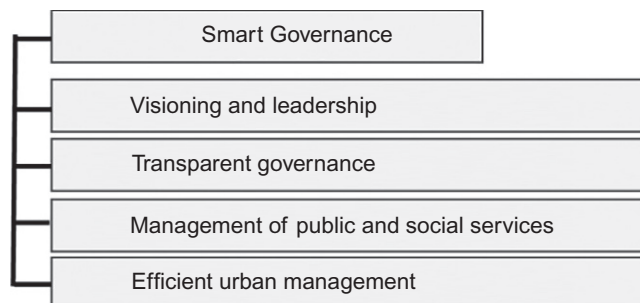 Smart Governance
Visioning and leadership
Transparent governance
Management of public and social services
Efficient urban management